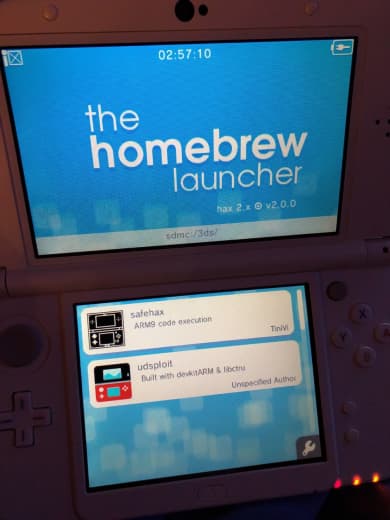 02:57:10
the
homebrew
launcher
hax 2.x v2.0.0
sdmc:/3ds/
safehax
ARM9 code execution
udsploit
Built with devkitARM & libctru
Unspecified Author
X
Y
A
B